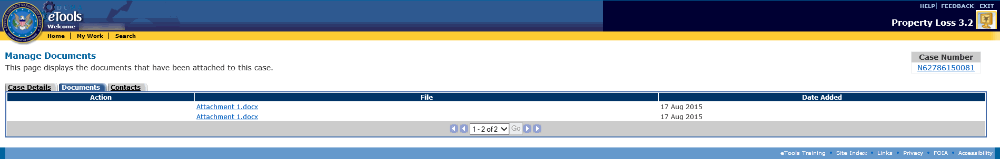 HELP | FEEDBACK | EXIT
DCMA
eTools
Property Loss 3.2
Welcome
Home | My Work | Search
Manage Documents
Case Number
This page displays the documents that have been attached to this case.
N62786150081
Case Details Documents Contacts
Action File Date Added
Attachment 1.docx 17 Aug 2015
Attachment 1.docx 17 Aug 2015
1 - 2 of 2 Go
eTools Training • Site Index • Links • Privacy • FOIA • Accessibility